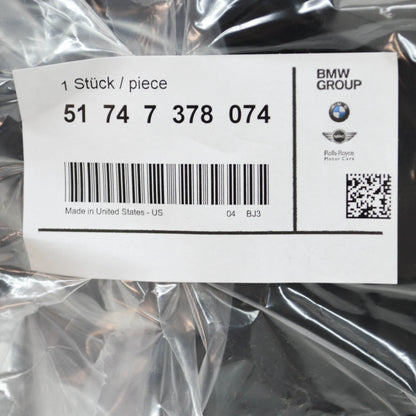 1 Stück / piece
51 74 7 378 074
Made in United States - US
04 BJ3
BMW
GROUP
Rolls-Royce
Motor Cars